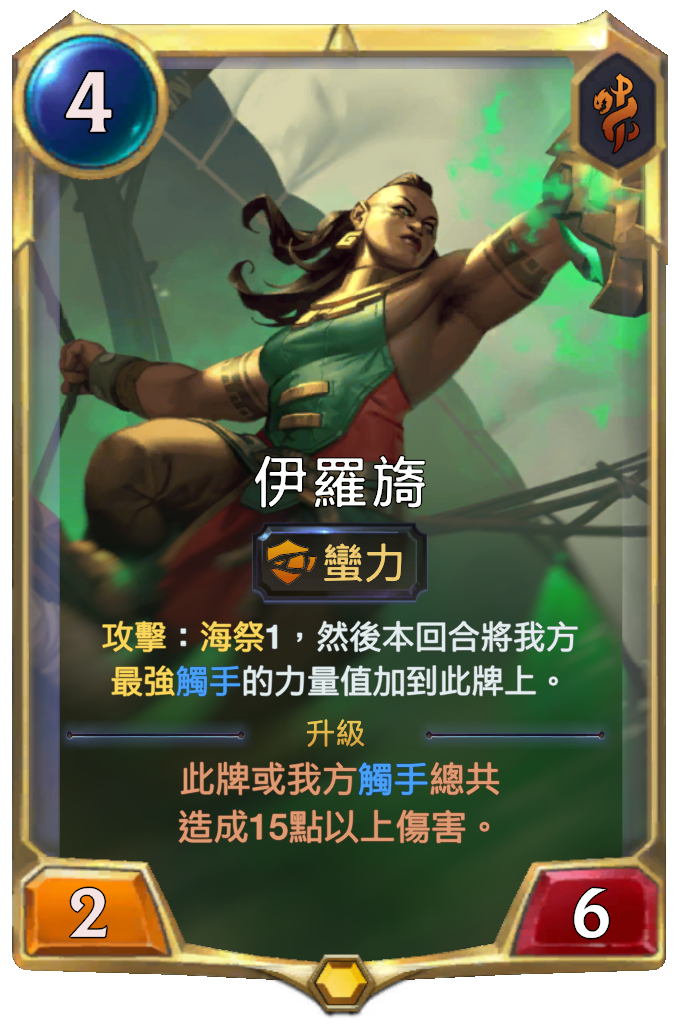 4
伊羅旖
蠻力
攻擊：海祭1，然後本回合將我方
最強觸手的力量值加到此牌上。
升級
此牌或我方觸手總共
造成15點以上傷害。
2
6